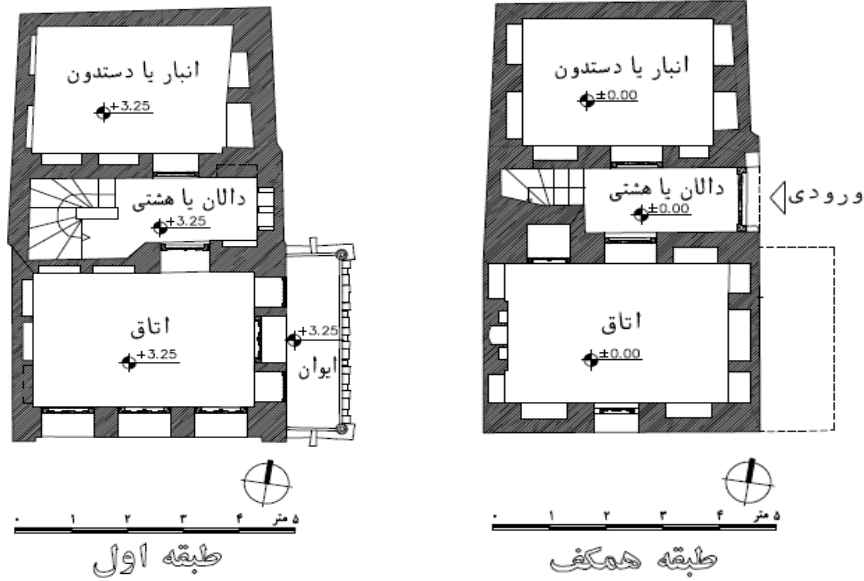 انبار یا دستدون
+3.25
دالان یا هشتی
+3.25
اتاق
+3.25
+3.25
ایوان
۰ ۱ ۲ ۳ ۴ ۵ متر
طبقه اول
انبار یا دستدون
±0.00
دالان یا هشتی
±0.00
ورودی
اتاق
±0.00
۰ ۱ ۲ ۳ ۴ ۵ متر
طبقه همکف